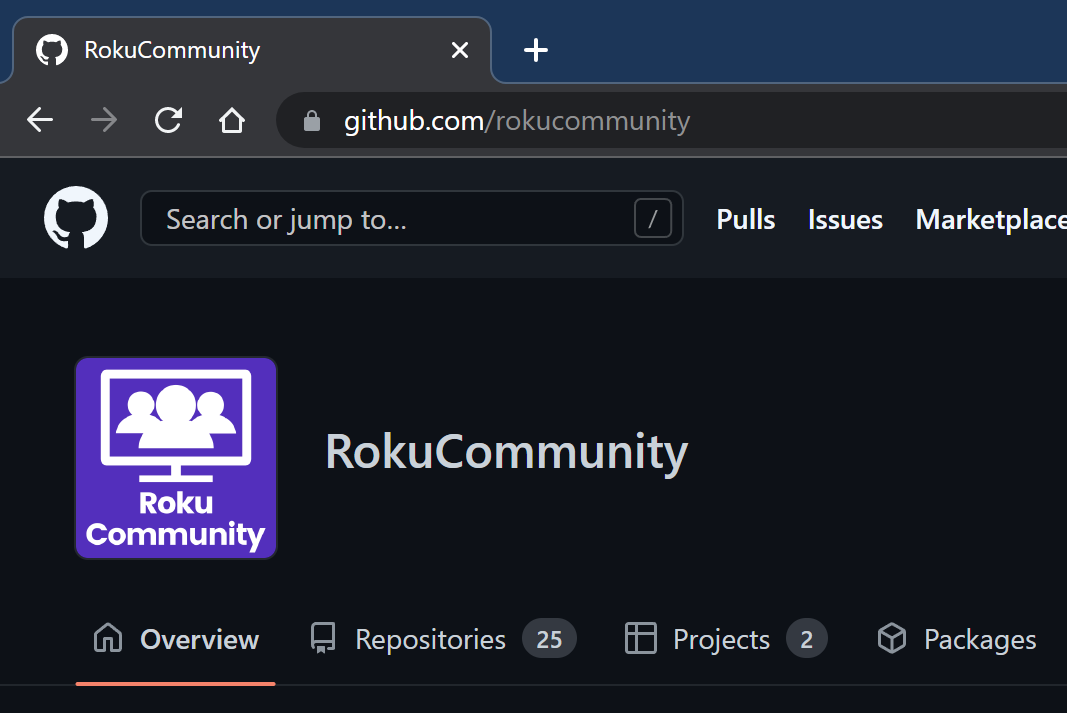 RokuCommunity
github.com/rokucommunity
Search or jump to... / Pulls Issues Marketplace
Roku
Community
RokuCommunity
Overview Repositories 25 Projects 2 Packages